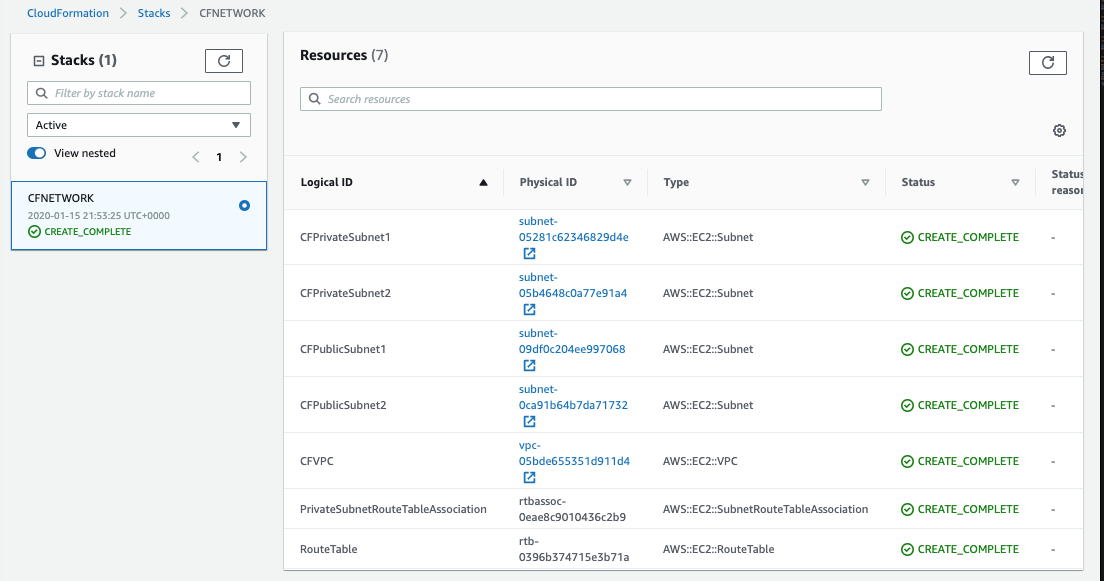 CloudFormation > Stacks > CFNETWORK
Stacks (1)
Filter by stack name
Active
View nested
1
CFNETWORK
2020-01-15 21:53:25 UTC+0000
CREATE_COMPLETE
Resources (7)
Search resources
Logical ID Physical ID Type Status Status reason
CFPrivateSubnet1 subnet-05281c62346829d4e AWS::EC2::Subnet CREATE_COMPLETE -
CFPrivateSubnet2 subnet-05b4648c0a77e91a4 AWS::EC2::Subnet CREATE_COMPLETE -
CFPublicSubnet1 subnet-09df0c204ee997068 AWS::EC2::Subnet CREATE_COMPLETE -
CFPublicSubnet2 subnet-0ca91b64b7da71732 AWS::EC2::Subnet CREATE_COMPLETE -
CFVPC vpc-05bde655351d911d4 AWS::EC2::VPC CREATE_COMPLETE -
PrivateSubnetRouteTableAssociation rtbassoc-0eae8c9010436c2b9 AWS::EC2::SubnetRouteTableAssociation CREATE_COMPLETE -
RouteTable rtb-0396b374715e3b71a AWS::EC2::RouteTable CREATE_COMPLETE -